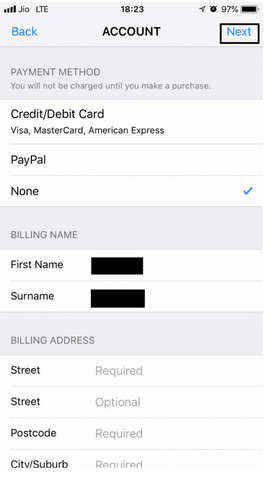 Jio LTE 18:23 97%
Back ACCOUNT Next
PAYMENT METHOD
You will not be charged until you make a purchase.
Credit/Debit Card
Visa, MasterCard, American Express
PayPal
None
BILLING NAME
First Name
Surname
BILLING ADDRESS
Street Required
Street Optional
Postcode Required
City/Suburb Required